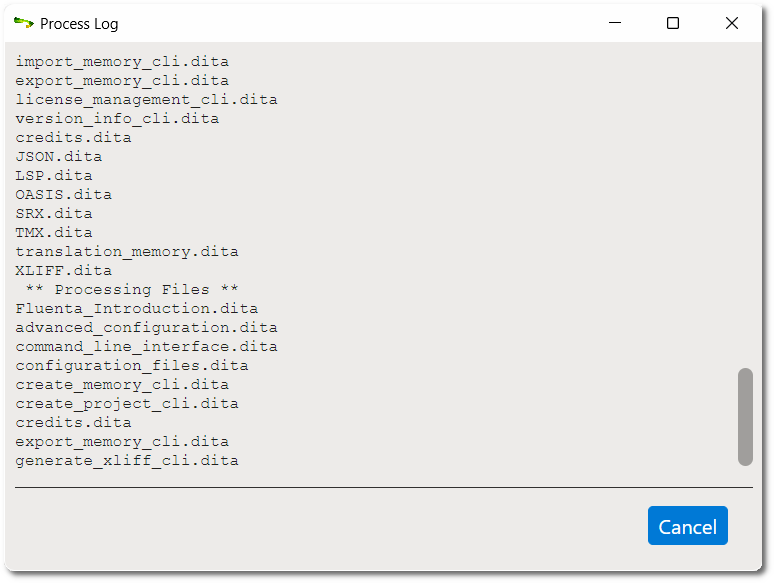 Process Log
import_memory_cli.dita
export_memory_cli.dita
license_management_cli.dita
version_info_cli.dita
credits.dita
JSON.dita
LSP.dita
OASIS.dita
SRX.dita
TMX.dita
translation_memory.dita
XLIFF.dita
** Processing Files **
Fluenta_Introduction.dita
advanced_configuration.dita
command_line_interface.dita
configuration_files.dita
create_memory_cli.dita
create_project_cli.dita
credits.dita
export_memory_cli.dita
generate_xliff_cli.dita
Cancel